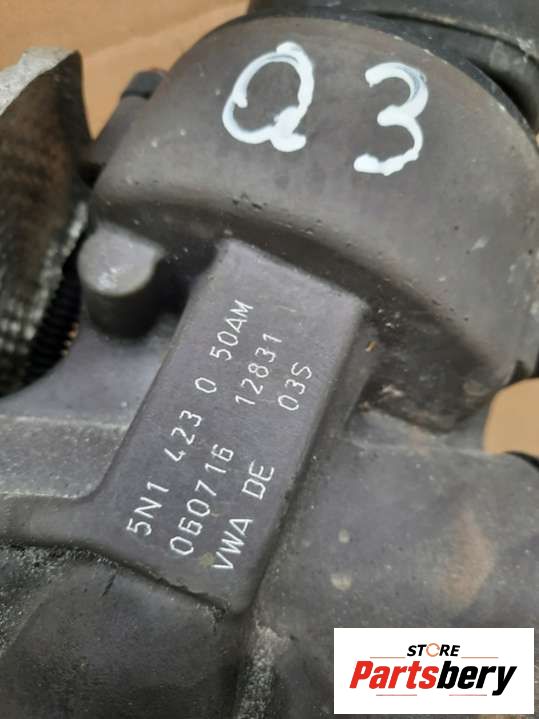 Q3
5N1 423 0 50AM
060716 12831
VWA DE 03S
STORE
Partsbery